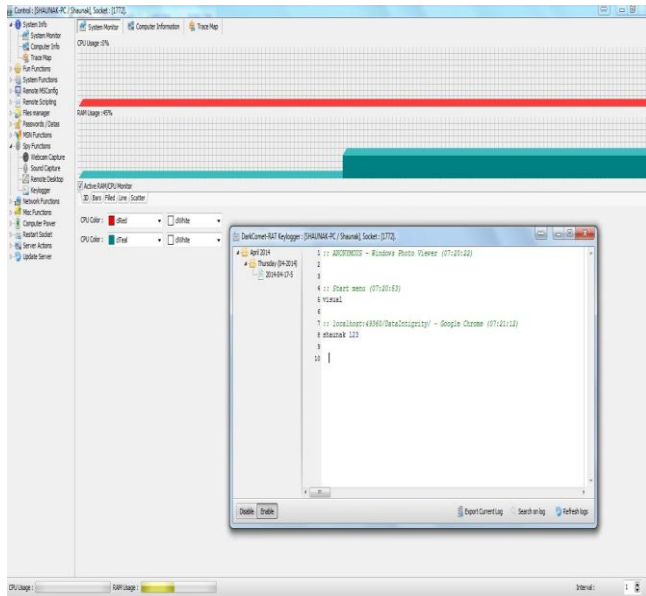 Control : [SHAUNAK-PC / Shaunak], Socket : [1772].
System Info
System Monitor
Computer Info
Trace Map
Fun Functions
System Functions
Remote MSConfig
Remote Scripting
Files manager
Passwords / Datas
MSN Functions
Spy Functions
Webcam Capture
Sound Capture
Remote Desktop
Keylogger
Network Functions
Misc Functions
Computer Power
Restart Socket
Server Actions
Update Server
System Monitor Computer Information Trace Map
CPU Usage : 0%
RAM Usage : 45%
Active RAM/CPU Monitor
3D Bars Filled Line Scatter
CPU Color : clRed clWhite
CPU Color : clTeal clWhite
DarkComet-RAT Keylogger : [SHAUNAK-PC / Shaunak], Socket : [1772].
April 2014
Thursday (04-2014)
2014-04-17-5
1 :: ANONYMOUS - Windows Photo Viewer (07:20:22)
2
3
4 :: Start menu (07:20:53)
5 visual
6
7 :: localhost:49360/DataIntigrity/ - Google Chrome (07:21:12)
8 shaunak 123
9
10
Disable Enable Export Current Log Search on log Refresh logs
CPU Usage : RAM Usage : Interval : 1